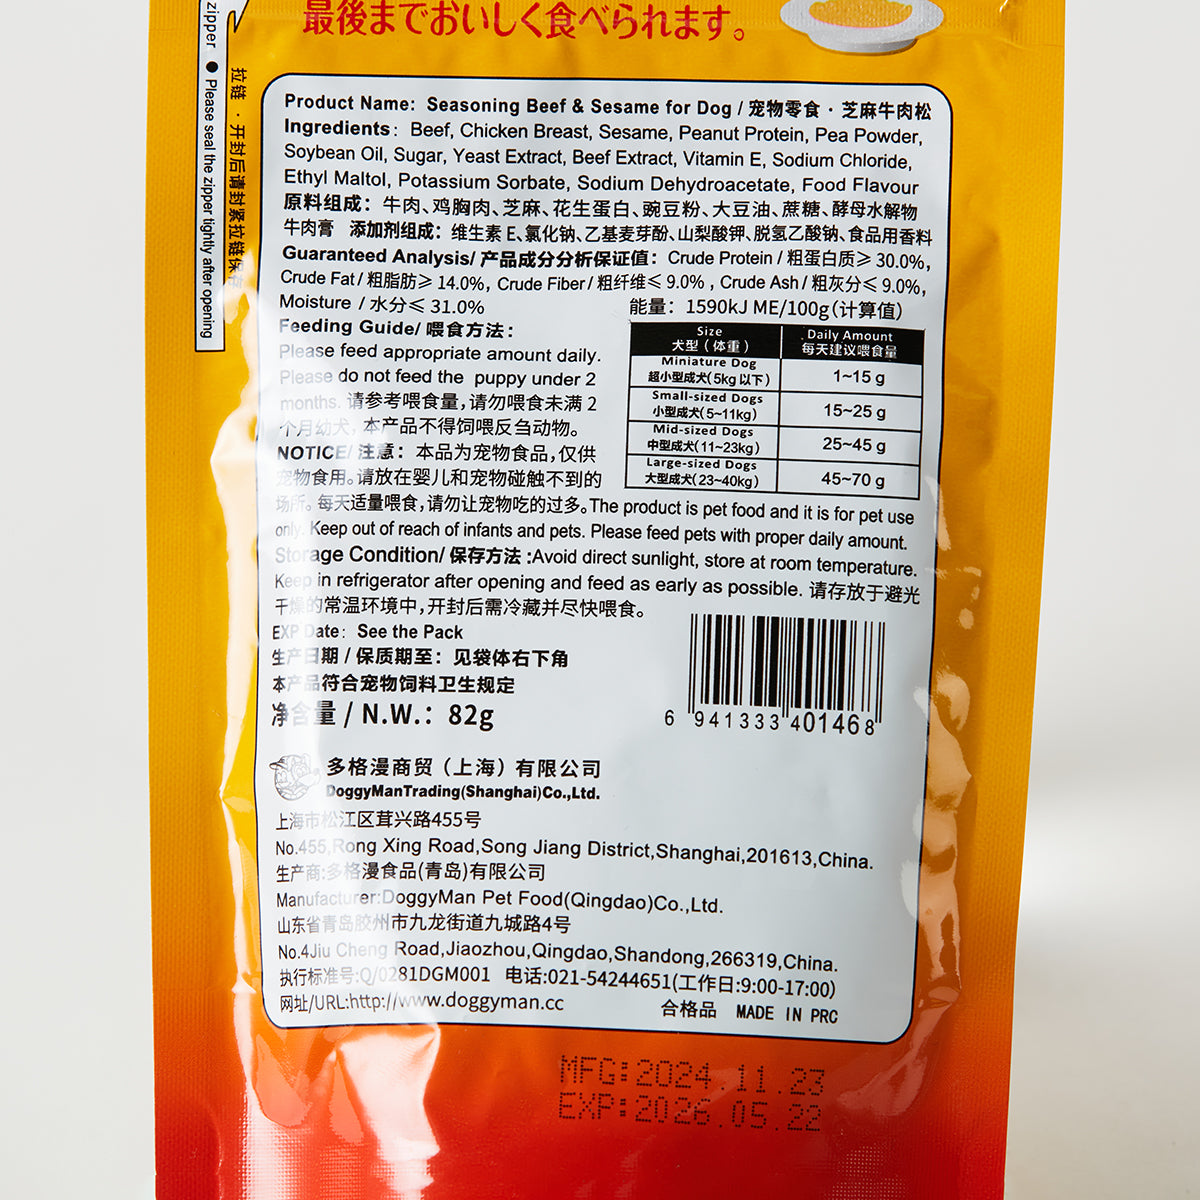 最後までおいしく食べられます。
zipper ● Please seal the zipper tightly after opening
拉链・开封后请封紧拉链保存
Product Name: Seasoning Beef & Sesame for Dog / 宠物零食・芝麻牛肉松
Ingredients: Beef, Chicken Breast, Sesame, Peanut Protein, Pea Powder,
Soybean Oil, Sugar, Yeast Extract, Beef Extract, Vitamin E, Sodium Chloride,
Ethyl Maltol, Potassium Sorbate, Sodium Dehydroacetate, Food Flavour
原料组成：牛肉、鸡胸肉、芝麻、花生蛋白、豌豆粉、大豆油、蔗糖、酵母水解物
牛肉膏 添加剂组成：维生素 E、氯化钠、乙基麦芽酚、山梨酸钾、脱氢乙酸钠、食品用香料
Guaranteed Analysis/ 产品成分分析保证值：Crude Protein / 粗蛋白质≥ 30.0%,
Crude Fat / 粗脂肪≥ 14.0%, Crude Fiber / 粗纤维≤ 9.0% , Crude Ash / 粗灰分≤ 9.0%,
Moisture / 水分≤ 31.0% 能量：1590kJ ME/100g(计算值)
Feeding Guide/ 喂食方法：
Please feed appropriate amount daily.
Please do not feed the puppy under 2
months. 请参考喂食量,请勿喂食未满 2
个月幼犬, 本产品不得饲喂反刍动物。
Size Daily Amount
犬型（体重） 每天建议喂食量
Miniature Dog
超小型成犬(5kg 以下) 1~15 g
Small-sized Dogs
小型成犬(5~11kg) 15~25 g
Mid-sized Dogs
中型成犬(11~23kg) 25~45 g
Large-sized Dogs
大型成犬(23~40kg) 45~70 g
NOTICE/ 注意：本品为宠物食品,仅供
宠物食用。请放在婴儿和宠物碰触不到的
场所。每天适量喂食,请勿让宠物吃的过多。The product is pet food and it is for pet use
only. Keep out of reach of infants and pets. Please feed pets with proper daily amount.
Storage Condition/ 保存方法 :Avoid direct sunlight, store at room temperature.
Keep in refrigerator after opening and feed as early as possible. 请存放于避光
干燥的常温环境中,开封后需冷藏并尽快喂食。
EXP Date: See the Pack
生产日期 / 保质期至：见袋体右下角
本产品符合宠物饲料卫生规定
净含量 / N.W.：82g
6 941333 401468
多格漫商贸（上海）有限公司
DoggyManTrading(Shanghai)Co.,Ltd.
上海市松江区茸兴路455号
No.455,Rong Xing Road,Song Jiang District,Shanghai,201613,China.
生产商:多格漫食品(青岛)有限公司
Manufacturer:DoggyMan Pet Food(Qingdao)Co.,Ltd.
山东省青岛胶州市九龙街道九城路4号
No.4Jiu Cheng Road,Jiaozhou,Qingdao,Shandong,266319,China.
执行标准号:Q/0281DGM001 电话:021-54244651(工作日:9:00-17:00)
网址/URL:http://www.doggyman.cc 合格品 MADE IN PRC
MFG:2024.11.23
EXP:2026.05.22